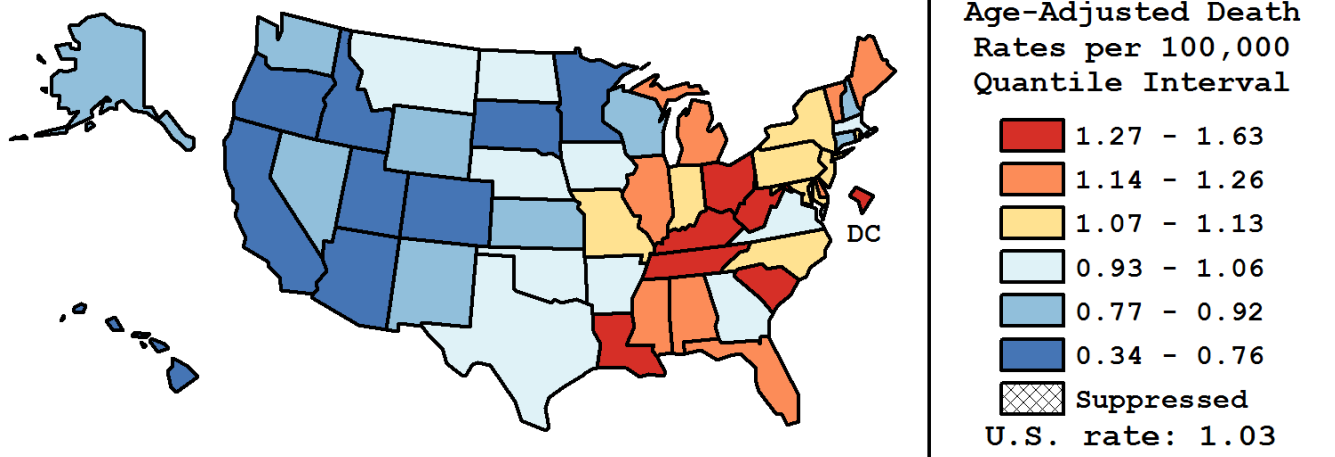 Age-Adjusted Death
Rates per 100,000
Quantile Interval
1.27 - 1.63
1.14 - 1.26
1.07 - 1.13
0.93 - 1.06
0.77 - 0.92
0.34 - 0.76
Suppressed
U.S. rate: 1.03
DC